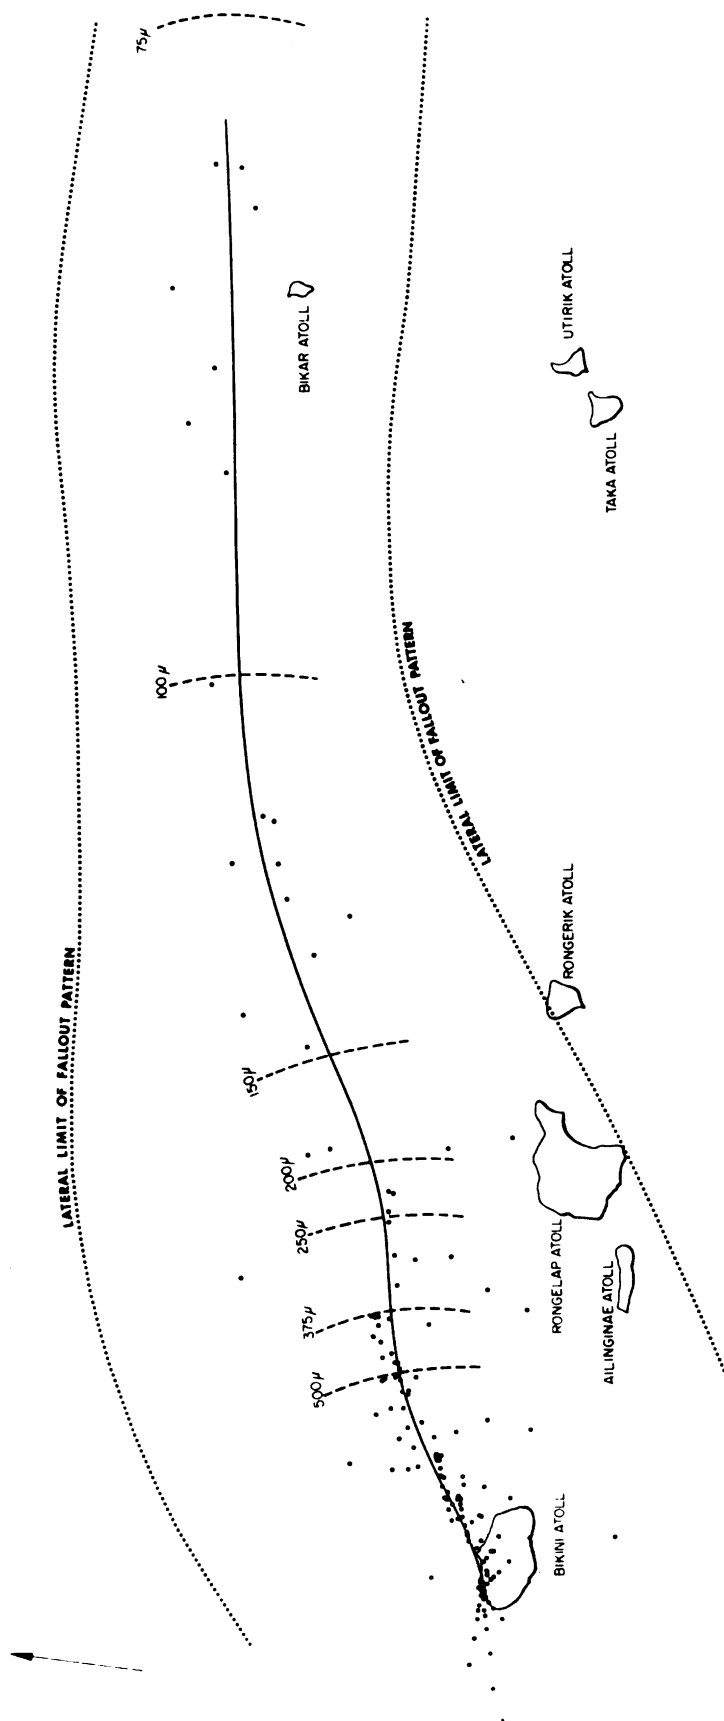 75μ
BIKAR ATOLL
UTIRIK ATOLL
TAKA ATOLL
100μ
LATERAL LIMIT OF FALLOUT PATTERN
LATERAL LIMIT OF FALLOUT PATTERN
RONGERIK ATOLL
150μ
200μ
250μ
RONGELAP ATOLL
375μ
AILINGINAE ATOLL
500μ
BIKINI ATOLL